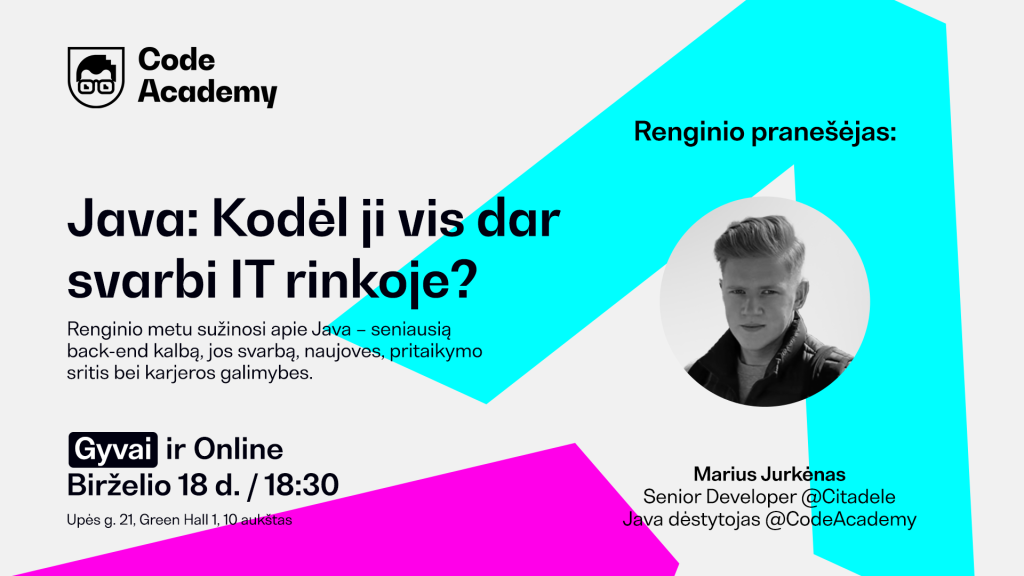 Code
Academy
Renginio pranešėjas:
Java: Kodėl ji vis dar
svarbi IT rinkoje?
Renginio metu sužinosi apie Java – seniausią
back-end kalbą, jos svarbą, naujoves, pritaikymo
sritis bei karjeros galimybes.
Gyvai ir Online
Birželio 18 d. / 18:30
Upės g. 21, Green Hall 1, 10 aukštas
Marius Jurkėnas
Senior Developer @Citadele
Java dėstytojas @CodeAcademy